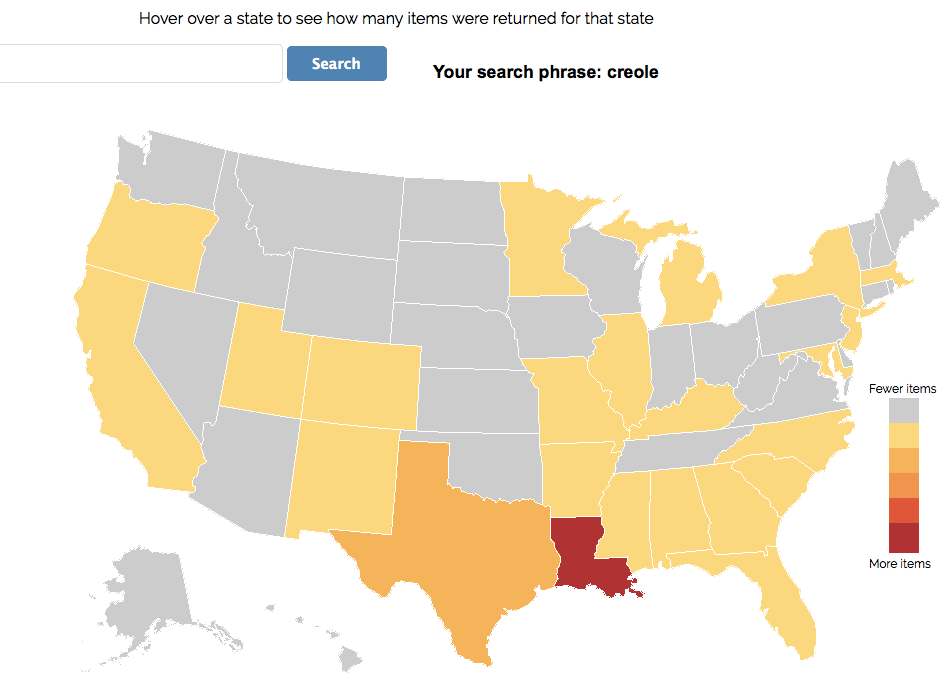 Hover over a state to see how many items were returned for that state
Search
Your search phrase: creole
Fewer items
More items